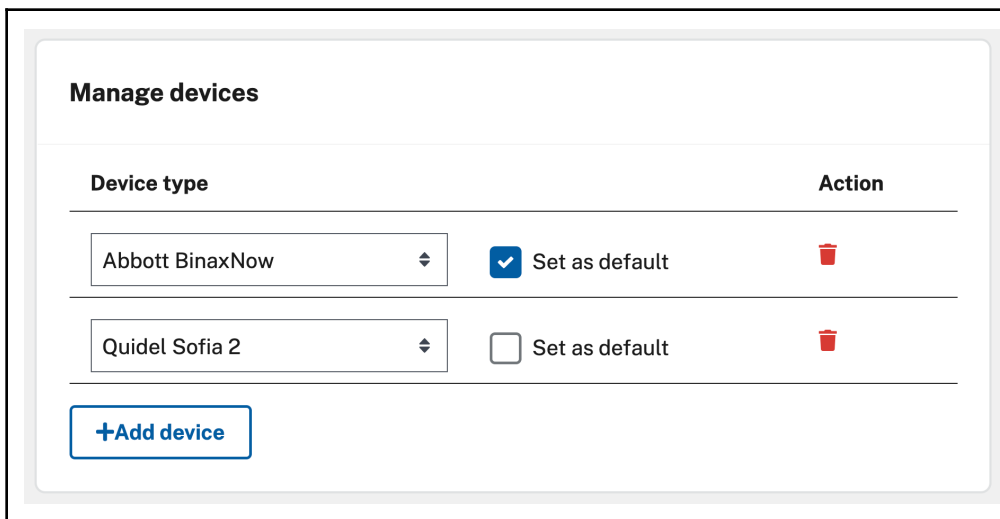 Manage devices
Device type Action
Abbott BinaxNow Set as default
Quidel Sofia 2 Set as default
+Add device